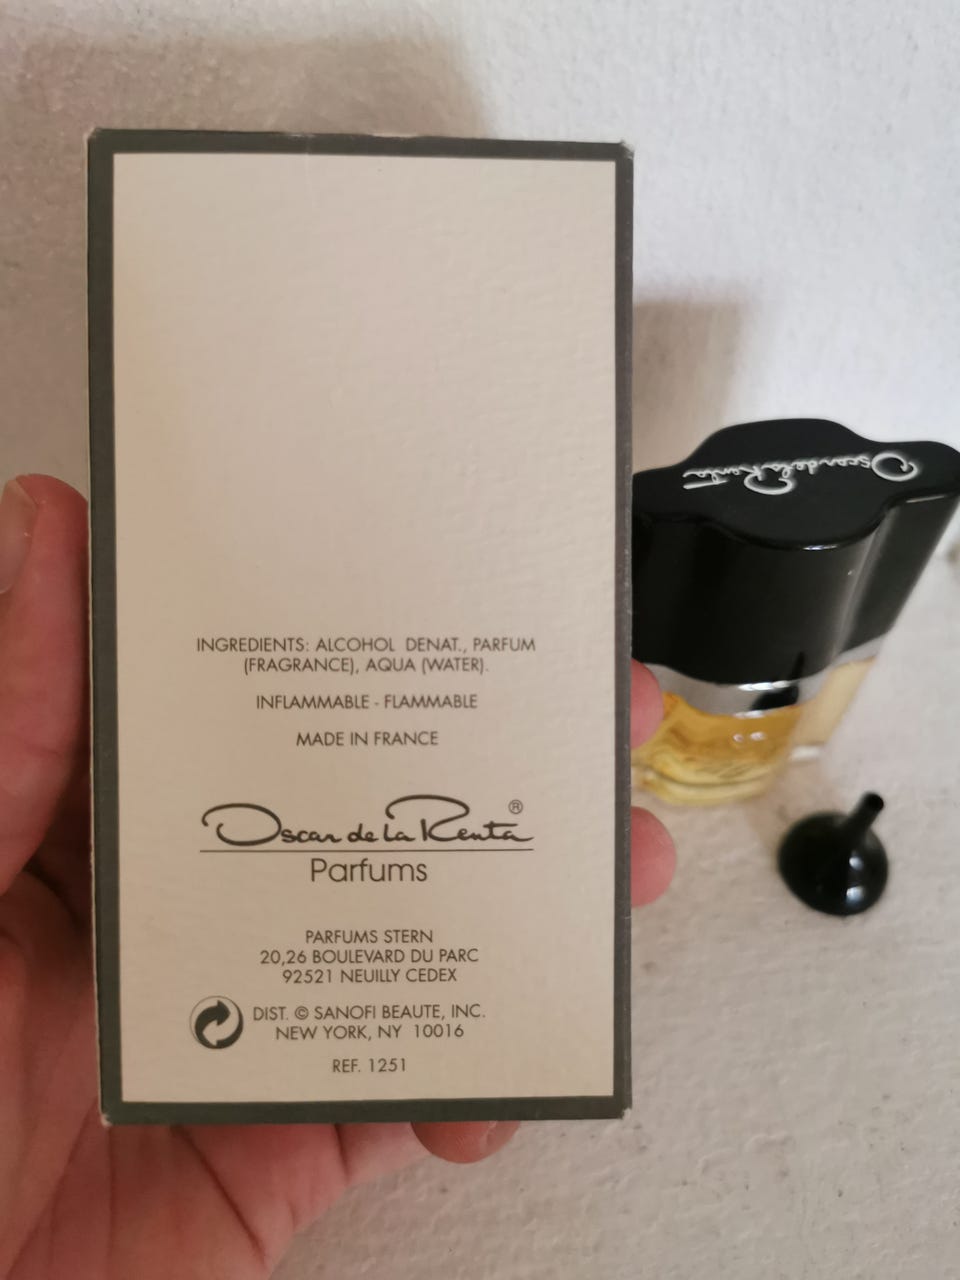 INGREDIENTS: ALCOHOL DENAT., PARFUM
(FRAGRANCE), AQUA (WATER).
INFLAMMABLE - FLAMMABLE
MADE IN FRANCE
Oscar de la Renta ®
Parfums
PARFUMS STERN
20,26 BOULEVARD DU PARC
92521 NEUILLY CEDEX
DIST. © SANOFI BEAUTE, INC.
NEW YORK, NY 10016
REF. 1251
Oscar de la Renta